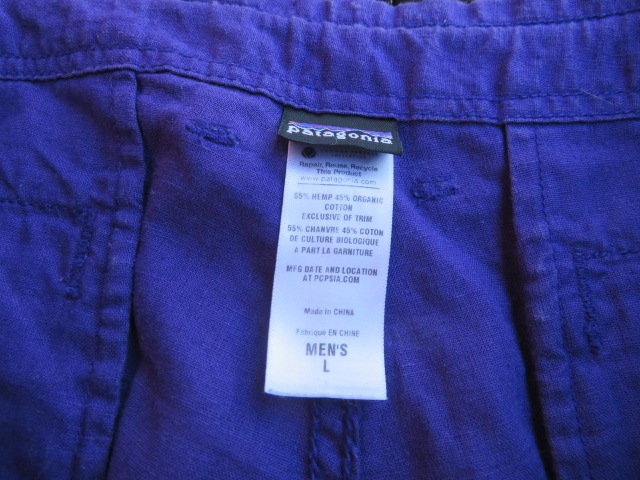 patagonia
Repair, Reuse, Recycle
This Product
www.patagonia.com
55% HEMP 45% ORGANIC
COTTON
EXCLUSIVE OF TRIM
55% CHANVRE 45% COTON
DE CULTURE BIOLOGIQUE
A PART LA GARNITURE
MFG DATE AND LOCATION
AT PCPSIA.COM
Made in CHINA
Fabriqué EN CHINE
MEN'S
L